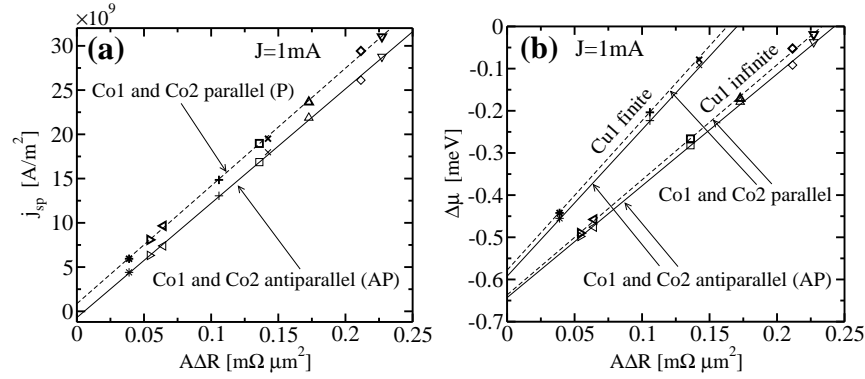 ×10⁹
(a)
J=1mA
Co1 and Co2 parallel (P)
Co1 and Co2 antiparallel (AP)
j_sp [A/m²]
30
25
20
15
10
5
0
0
0.05
0.1
0.15
0.2
0.25
AΔR [mΩ μm²]
(b)
J=1mA
Cu1 finite
Cu1 infinite
Co1 and Co2 parallel
Co1 and Co2 antiparallel (AP)
Δμ [meV]
-0
-0.1
-0.2
-0.3
-0.4
-0.5
-0.6
-0.7
0
0.05
0.1
0.15
0.2
0.25
AΔR [mΩ μm²]